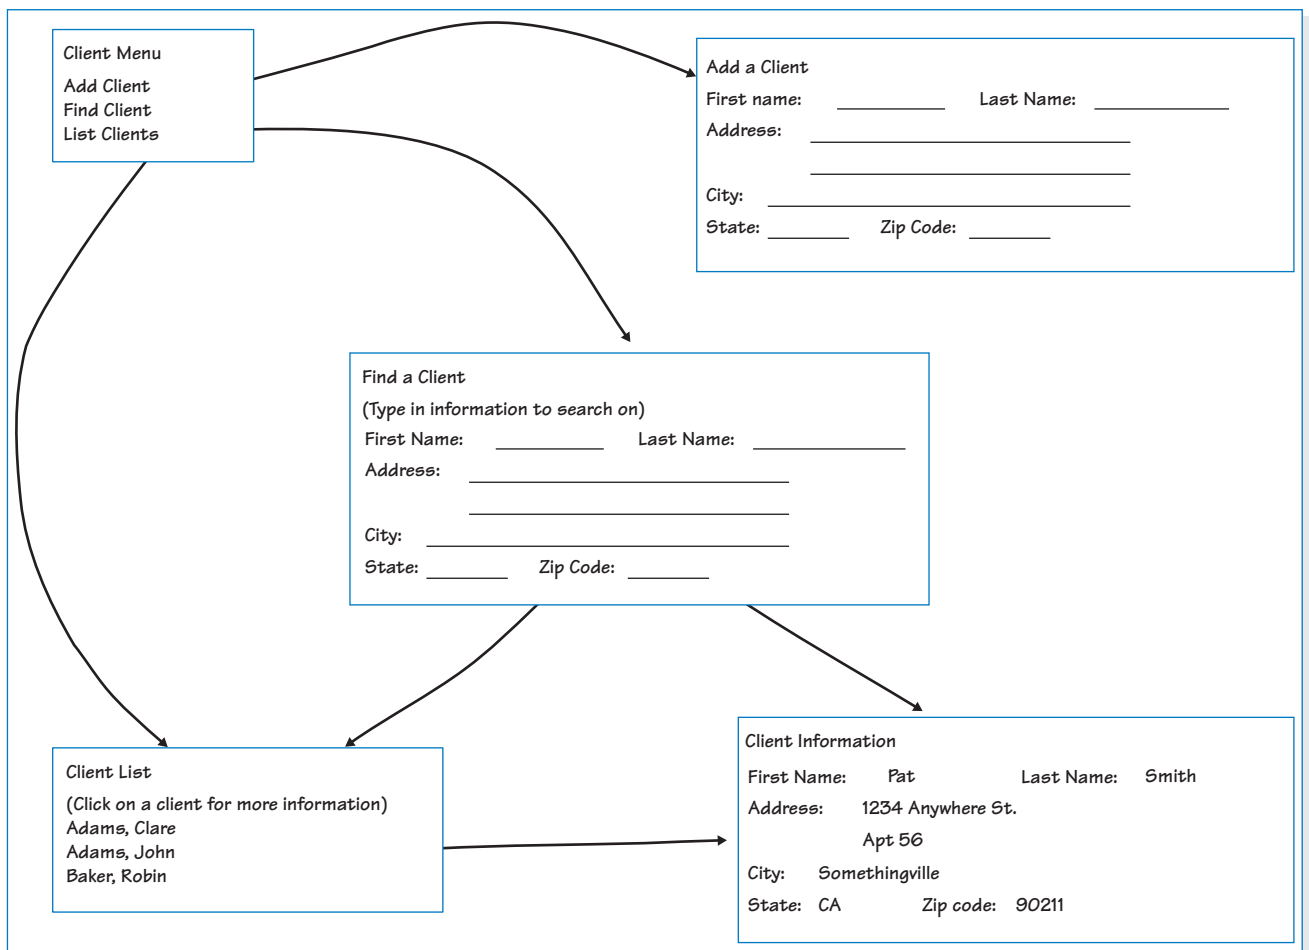 Client Menu
Add Client
Find Client
List Clients
Add a Client
First name: Last Name:
Address:
City:
State: Zip Code:
Find a Client
(Type in information to search on)
First Name: Last Name:
Address:
City:
State: Zip Code:
Client List
(Click on a client for more information)
Adams, Clare
Adams, John
Baker, Robin
Client Information
First Name: Pat Last Name: Smith
Address: 1234 Anywhere St.
Apt 56
City: Somethingville
State: CA Zip code: 90211